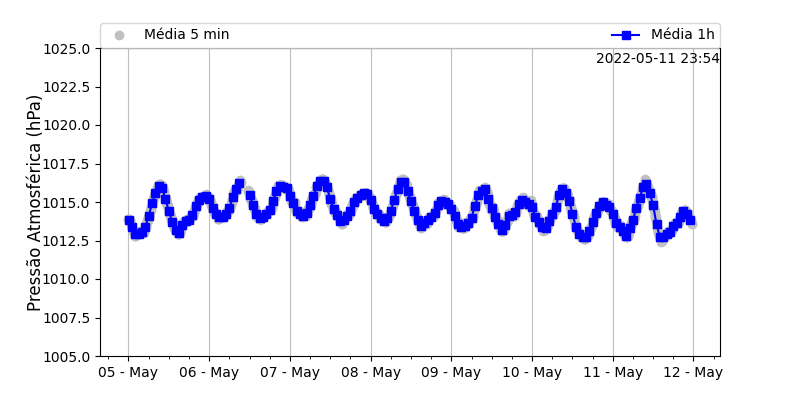 Média 5 min
Média 1h
2022-05-11 23:54
Pressão Atmosférica (hPa)
1025.0
1022.5
1020.0
1017.5
1015.0
1012.5
1010.0
1007.5
1005.0
05 - May
06 - May
07 - May
08 - May
09 - May
10 - May
11 - May
12 - May